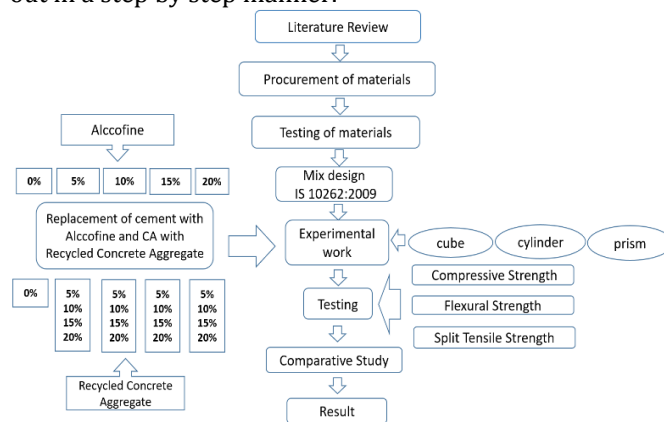 out in a step by step manner.
Literature Review
Procurement of materials
Testing of materials
Mix design
IS 10262:2009
Alccofine
0% 5% 10% 15% 20%
Replacement of cement with
Alccofine and CA with
Recycled Concrete Aggregate
Experimental
work
cube cylinder prism
Compressive Strength
Flexural Strength
Split Tensile Strength
Testing
0% 5% 5% 5% 5%
10% 10% 10% 10%
15% 15% 15% 15%
20% 20% 20% 20%
Recycled Concrete
Aggregate
Comparative Study
Result